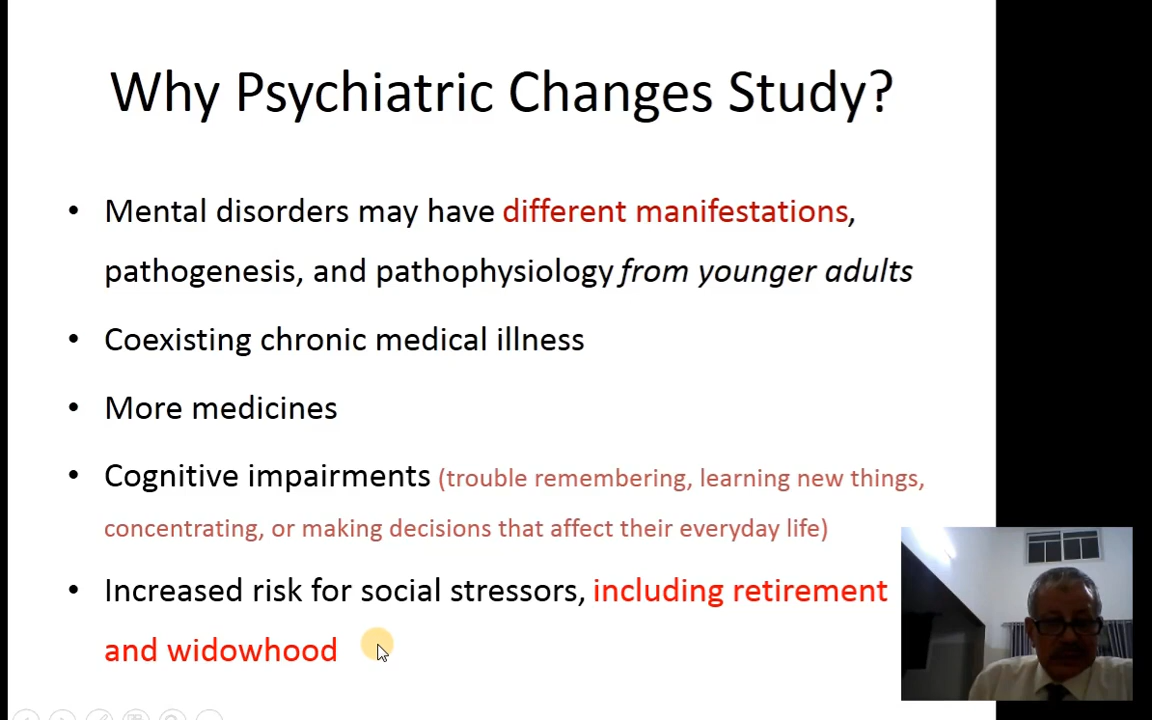 Why Psychiatric Changes Study?
• Mental disorders may have different manifestations,
pathogenesis, and pathophysiology from younger adults
• Coexisting chronic medical illness
• More medicines
• Cognitive impairments (trouble remembering, learning new things,
concentrating, or making decisions that affect their everyday life)
• Increased risk for social stressors, including retirement
and widowhood